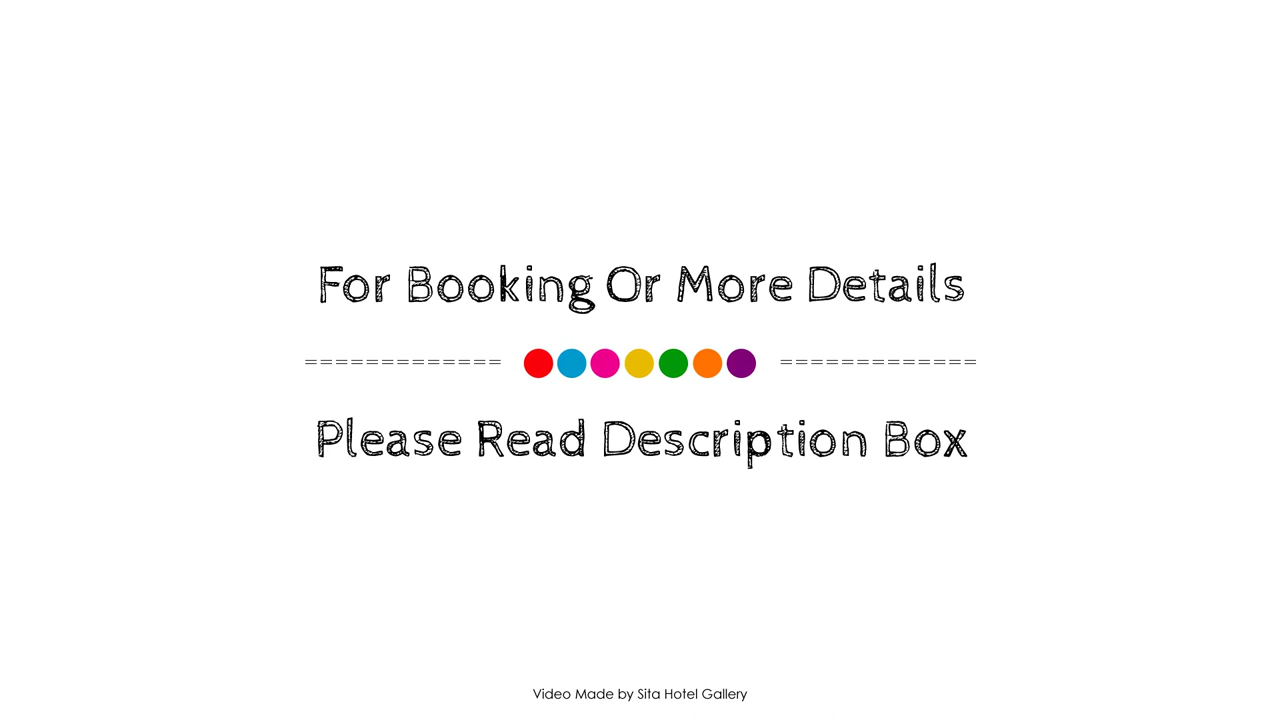 For Booking Or More Details
============= =============
Please Read Description Box
Video Made by Sita Hotel Gallery